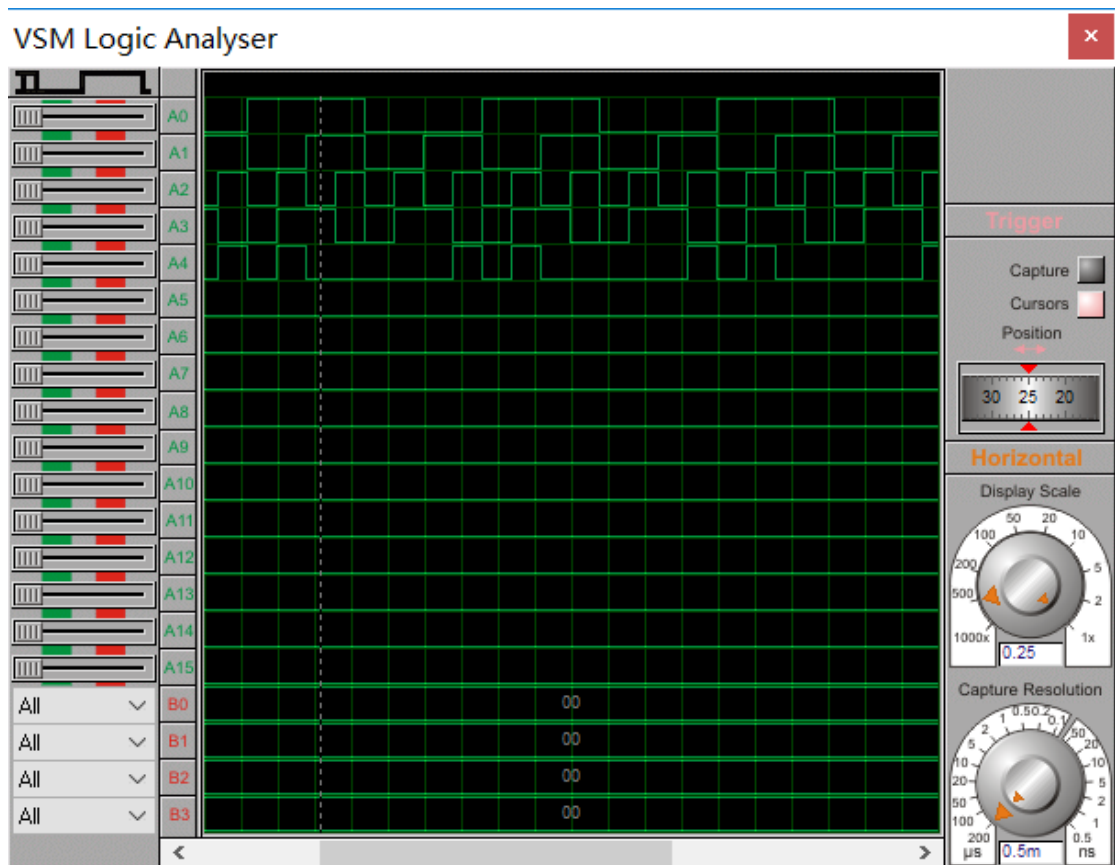 VSM Logic Analyser
×
A0
A1
A2
A3
A4
A5
A6
A7
A8
A9
A10
A11
A12
A13
A14
A15
All B0 00
All B1 00
All B2 00
All B3 00
Trigger
Capture
Cursors
Position
30 25 20
Horizontal
Display Scale
50 20
100 10
200 5
500 2
1000x 1x
0.25
Capture Resolution
0.5 0.2
1 0.1
2 50
5 20
10 10
20 5
50 2
100 1
200 0.5
µs 0.5m ns